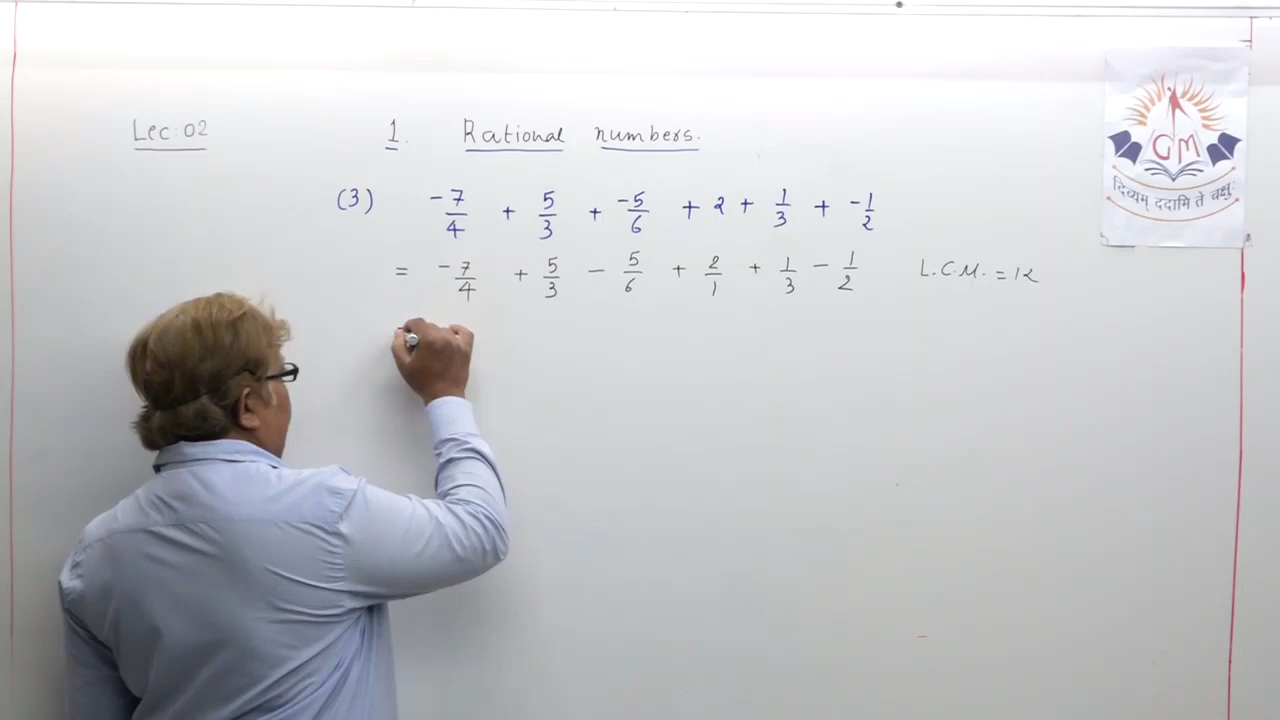 Lec: 02
1. Rational numbers.
(3) -7/4 + 5/3 + -5/6 + 2 + 1/3 + -1/2
= -7/4 + 5/3 - 5/6 + 2/1 + 1/3 - 1/2 L.C.M. = 12
GM
दिव्यम् ददामि ते चक्षुः